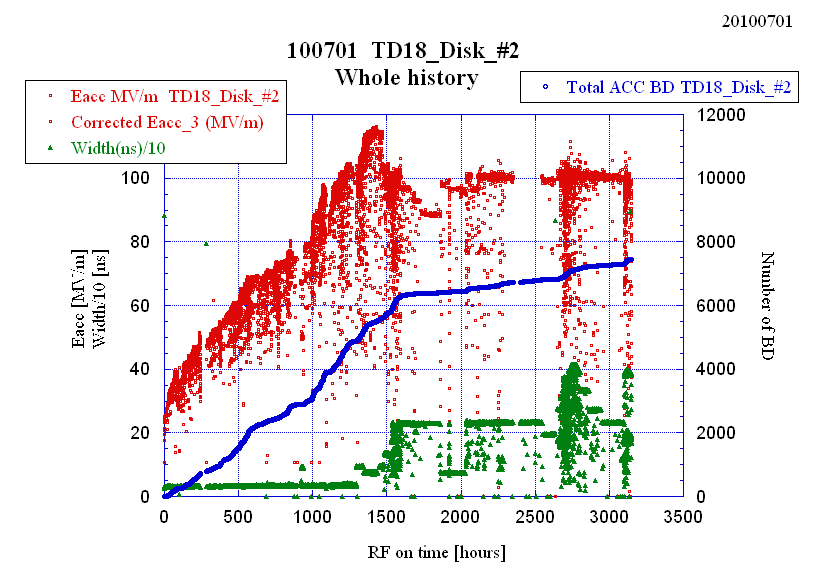 20100701
100701 TD18_Disk_#2
Whole history
Eacc MV/m TD18_Disk_#2
Corrected Eacc_3 (MV/m)
Width(ns)/10
Total ACC BD TD18_Disk_#2
100
80
60
40
20
0
12000
10000
8000
6000
4000
2000
0
Eacc [MV/m]
Width/10 [ns]
Number of BD
0
500
1000
1500
2000
2500
3000
3500
RF on time [hours]